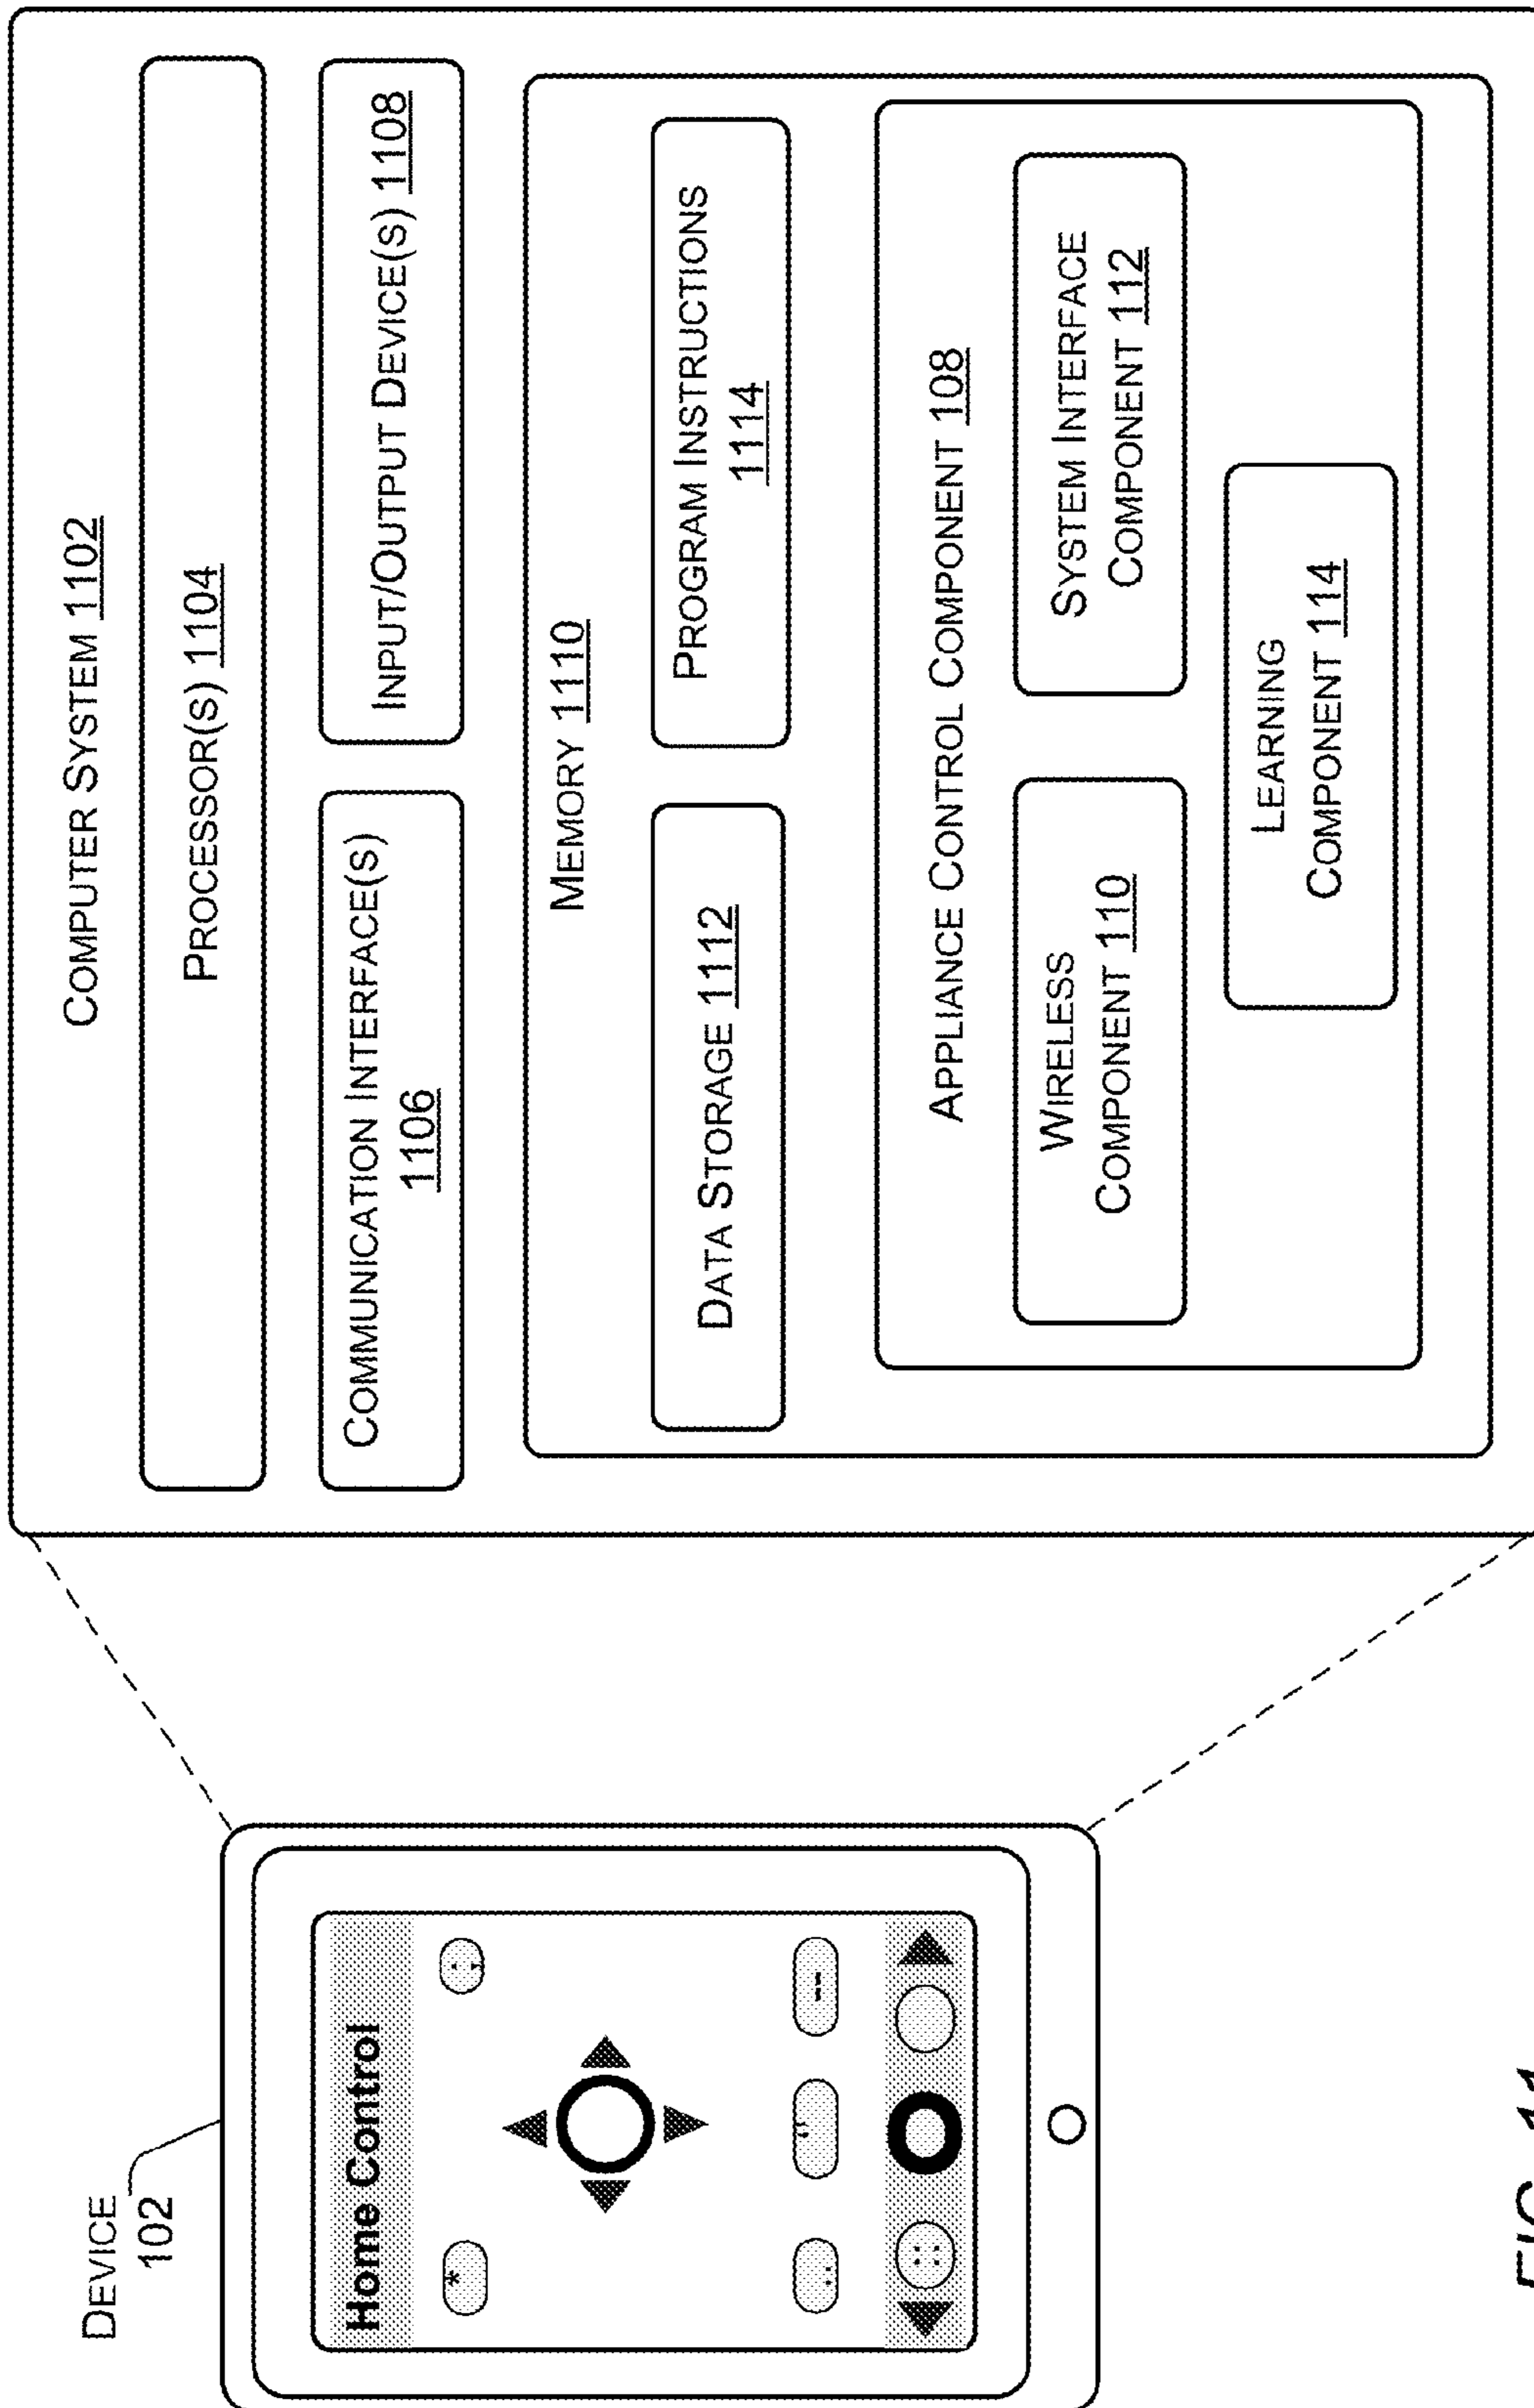 DEVICE
102
Home Control
COMPUTER SYSTEM 1102
PROCESSOR(S) 1104
COMMUNICATION INTERFACE(S)
1106
INPUT/OUTPUT DEVICE(S) 1108
MEMORY 1110
DATA STORAGE 1112
PROGRAM INSTRUCTIONS
1114
APPLIANCE CONTROL COMPONENT 108
WIRELESS
COMPONENT 110
SYSTEM INTERFACE
COMPONENT 112
LEARNING
COMPONENT 114
FIG. 11